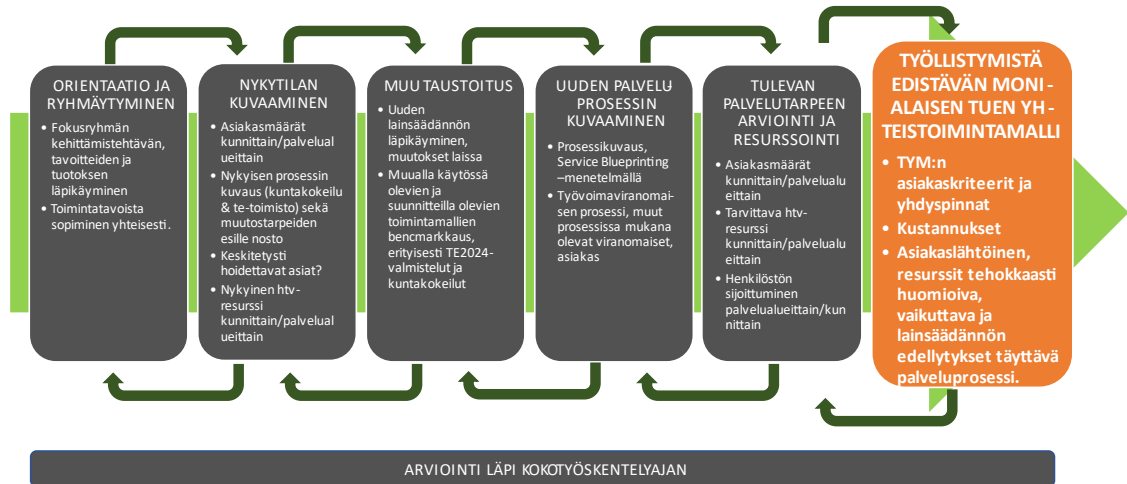 ORIENTAATIO JA
RYHMÄYTYMINEN
• Fokusryhmän
kehittämistehtävän,
tavoitteiden ja
tuotoksen
läpikäyminen
• Toimintatavoista
sopiminen yhteisesti.
NYKYTILAN
KUVAAMINEN
• Asiakasmäärät
kunnittain/palvelual
ueittain
• Nykyisen prosessin
kuvaus (kuntakokeilu
& te-toimisto) sekä
muutostarpeiden
esille nosto
• Keskitetysti
hoidettavat asiat?
• Nykyinen htv-
resurssi
kunnittain/palvelual
ueittain
MUU TAUSTOITUS
• Uuden
lainsäädännön
läpikäyminen,
muutokset laissa
• Muualla käytössä
olevien ja
suunnitteilla olevien
toimintamallien
bencmarkkaus,
erityisesti TE2024-
valmistelut ja
kuntakokeilut
UUDEN PALVELU-
PROSESSIN
KUVAAMINEN
• Prosessikuvaus,
Service Blueprinting
–menetelmällä
• Työvoimaviranomai-
sen prosessi, muut
prosessissa mukana
olevat viranomaiset,
asiakas
TULEVAN
PALVELUTARPEEN
ARVIOINTI JA
RESURSSOINTI
• Asiakasmäärät
kunnittain/palvelualu
eittain
• Tarvittava htv-
resurssi
kunnittain/palvelualu
eittain
• Henkilöstön
sijoittuminen
palvelualueittain/kun
nittain
TYÖLLISTYMISTÄ
EDISTÄVÄN MONI-
ALAISEN TUEN YH-
TEISTOIMINTAMALLI
• TYM:n
asiakaskriteerit ja
yhdyspinnat
• Kustannukset
• Asiakaslähtöinen,
resurssit tehokkaasti
huomioiva,
vaikuttava ja
lainsäädännön
edellytykset täyttävä
palveluprosessi.
ARVIOINTI LÄPI KOKOTYÖSKENTELYAJAN